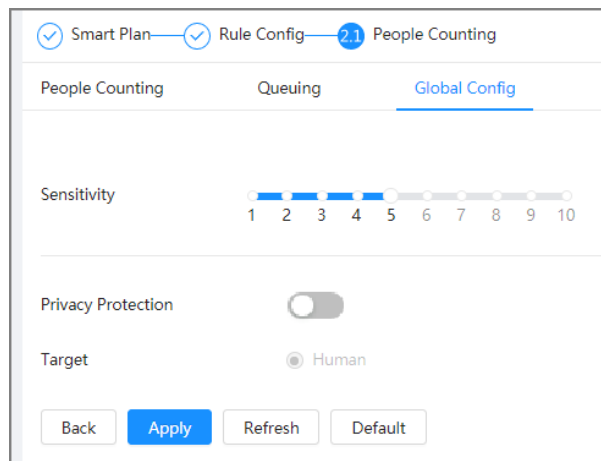 Smart Plan Rule Config 2.1 People Counting
People Counting Queuing Global Config
Sensitivity
1 2 3 4 5 6 7 8 9 10
Privacy Protection
Target Human
Back Apply Refresh Default